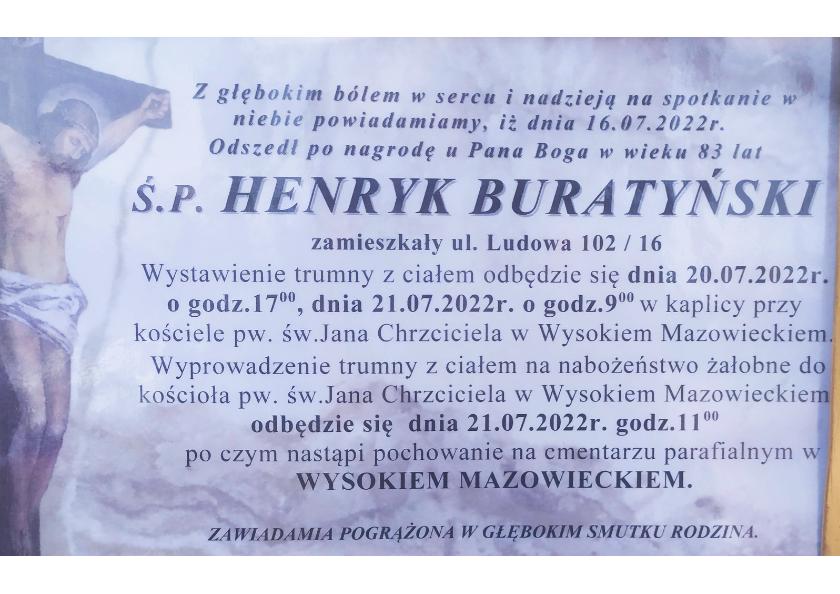 Z głębokim bólem w sercu i nadzieją na spotkanie w
niebie powiadamiamy, iż dnia 16.07.2022r.
Odszedł po nagrodę u Pana Boga w wieku 83 lat
Ś.P. HENRYK BURATYŃSKI
zamieszkały ul. Ludowa 102 / 16
Wystawienie trumny z ciałem odbędzie się dnia 20.07.2022r.
o godz.17⁰⁰, dnia 21.07.2022r. o godz.9⁰⁰ w kaplicy przy
kościele pw. św.Jana Chrzciciela w Wysokiem Mazowieckiem.
Wyprowadzenie trumny z ciałem na nabożeństwo żałobne do
kościoła pw. św.Jana Chrzciciela w Wysokiem Mazowieckiem
odbędzie się dnia 21.07.2022r. godz.11⁰⁰
po czym nastąpi pochowanie na cmentarzu parafialnym w
WYSOKIEM MAZOWIECKIEM.
ZAWIADAMIA POGRĄŻONA W GŁĘBOKIM SMUTKU RODZINA.